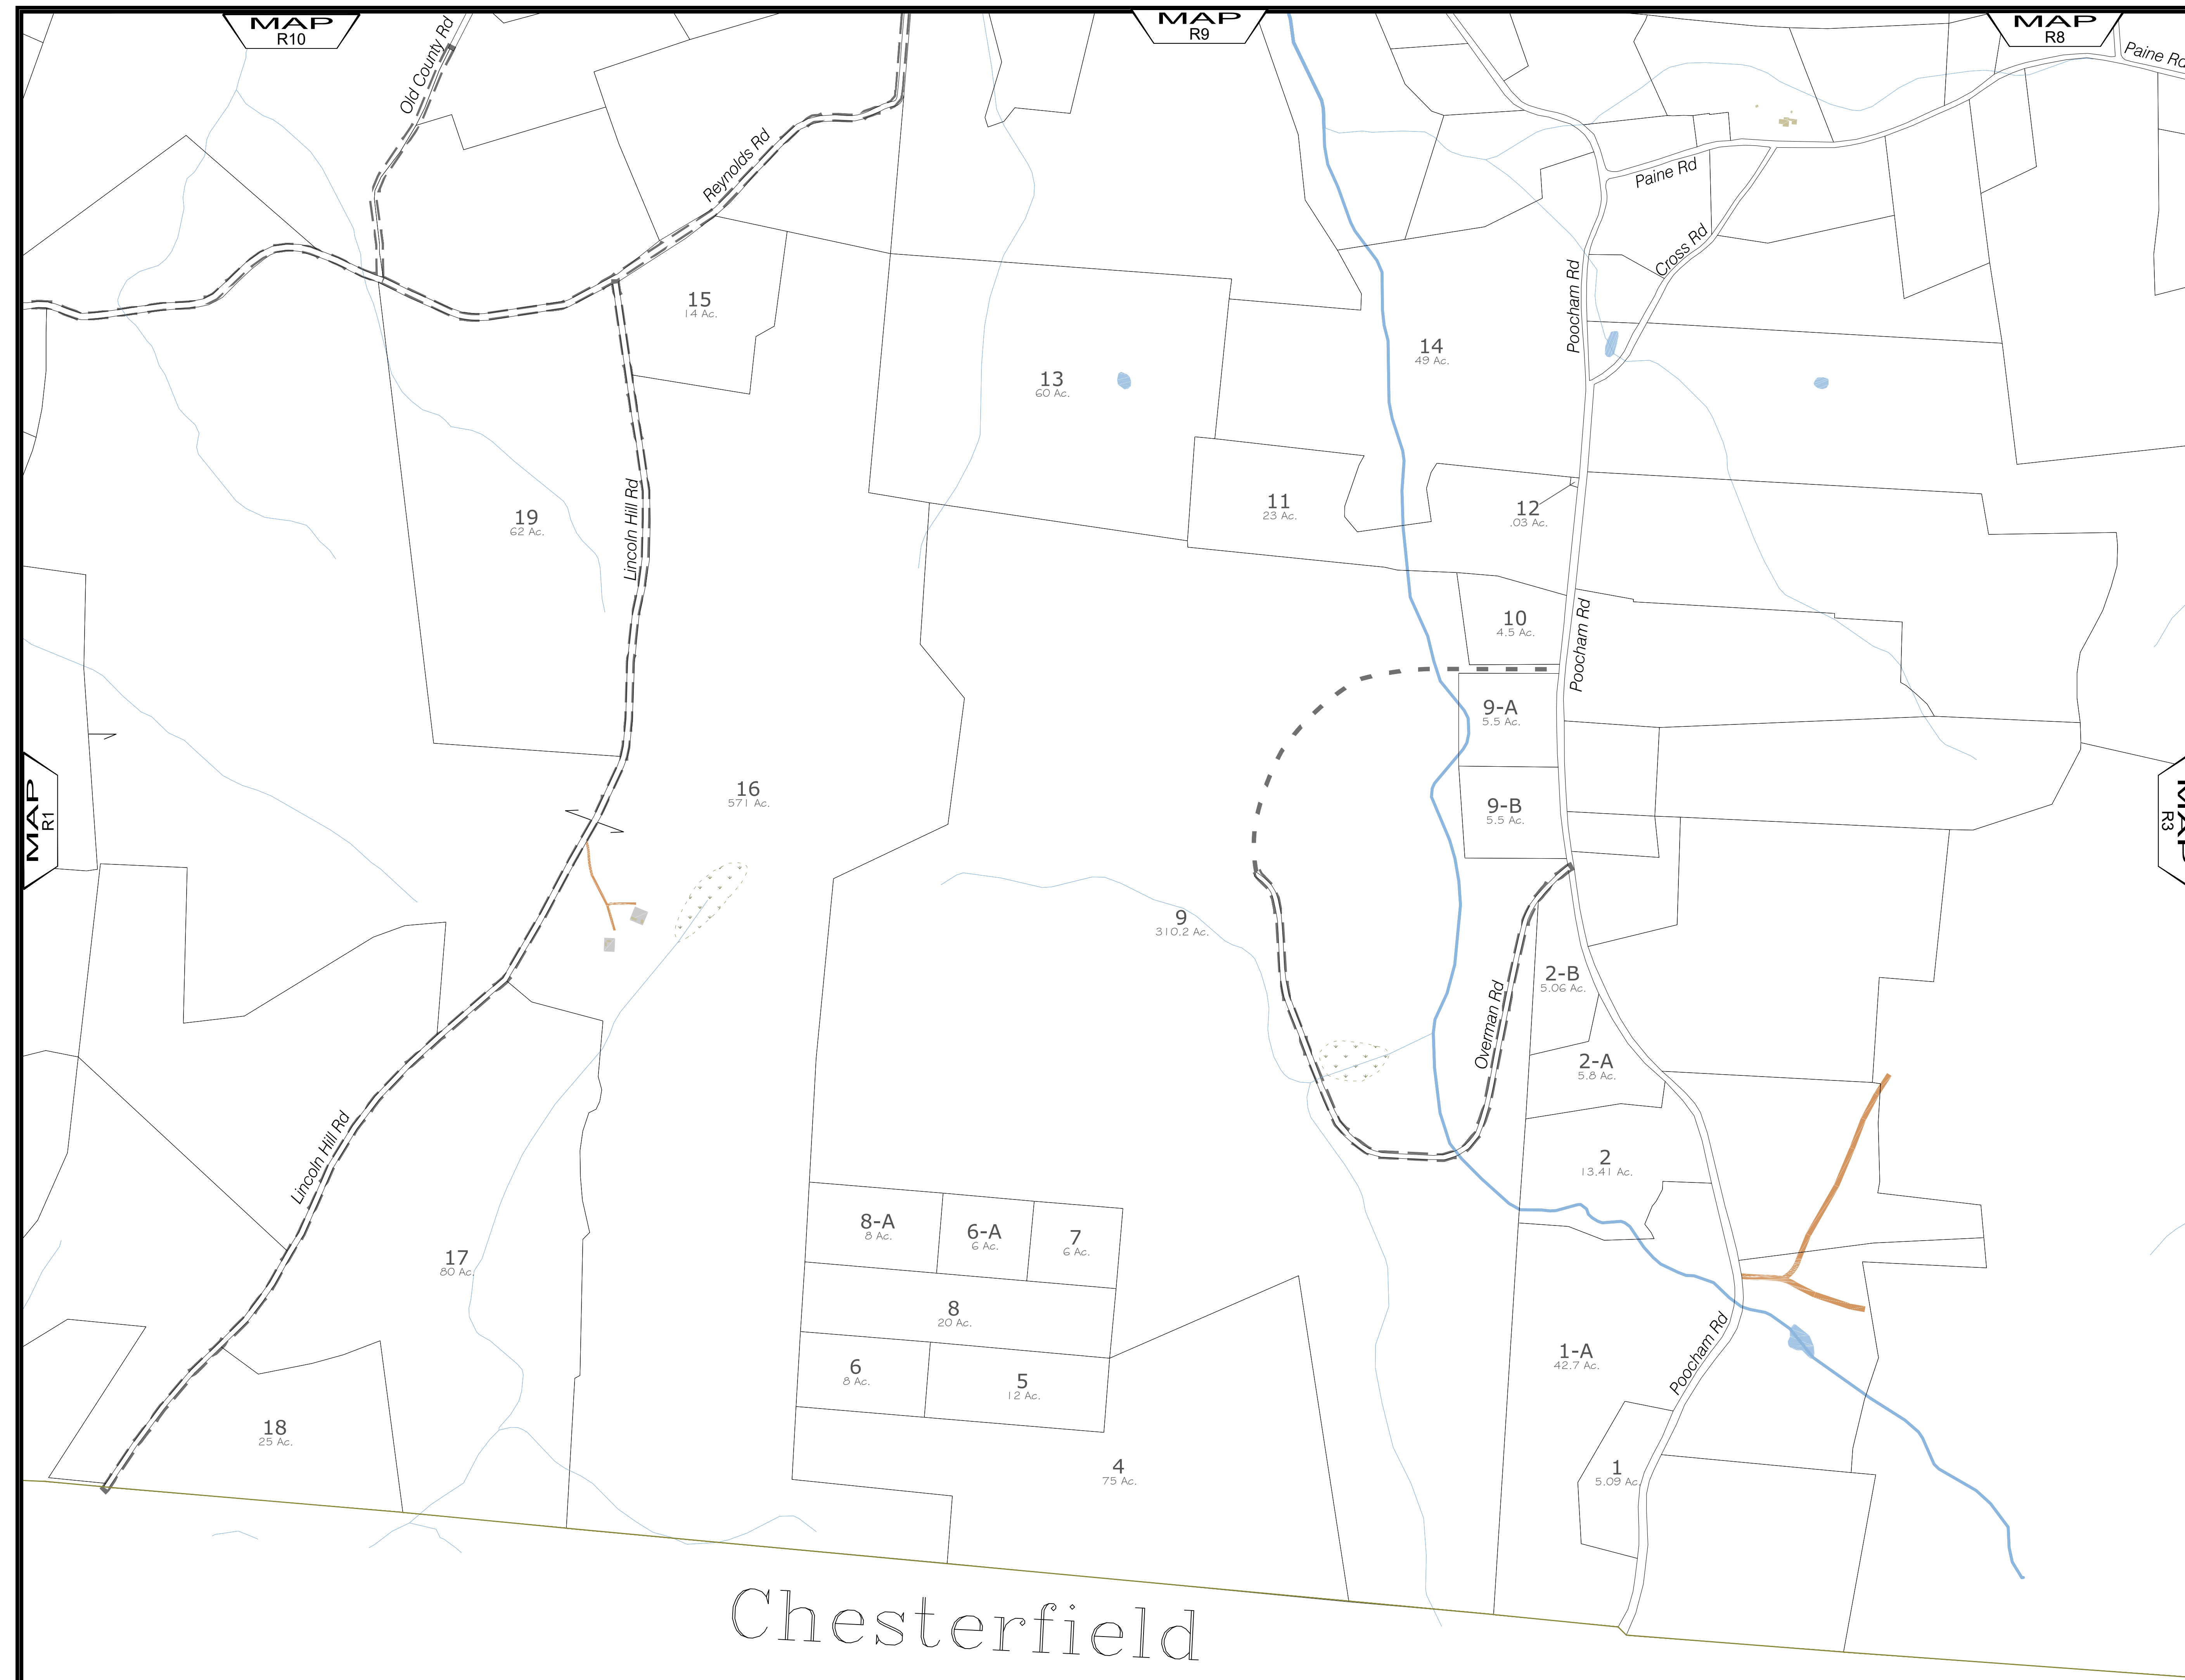 MAP
R10
MAP
R9
MAP
R8
Old County Rd
Paine Rd
Reynolds Rd
Paine Rd
Cross Rd
Poocham Rd
15
14 Ac.
14
49 Ac.
13
60 Ac.
11
23 Ac.
12
.03 Ac.
19
62 Ac.
Lincoln Hill Rd
10
4.5 Ac.
Poocham Rd
9-A
5.5 Ac.
16
571 Ac.
9-B
5.5 Ac.
MAP
R1
MAP
R3
9
310.2 Ac.
2-B
5.06 Ac.
Overman Rd
2-A
5.8 Ac.
Lincoln Hill Rd
2
13.41 Ac.
8-A
8 Ac.
6-A
6 Ac.
7
6 Ac.
17
80 Ac.
8
20 Ac.
1-A
42.7 Ac.
Poocham Rd
6
8 Ac.
5
12 Ac.
18
25 Ac.
4
75 Ac.
1
5.09 Ac.
Chesterfield